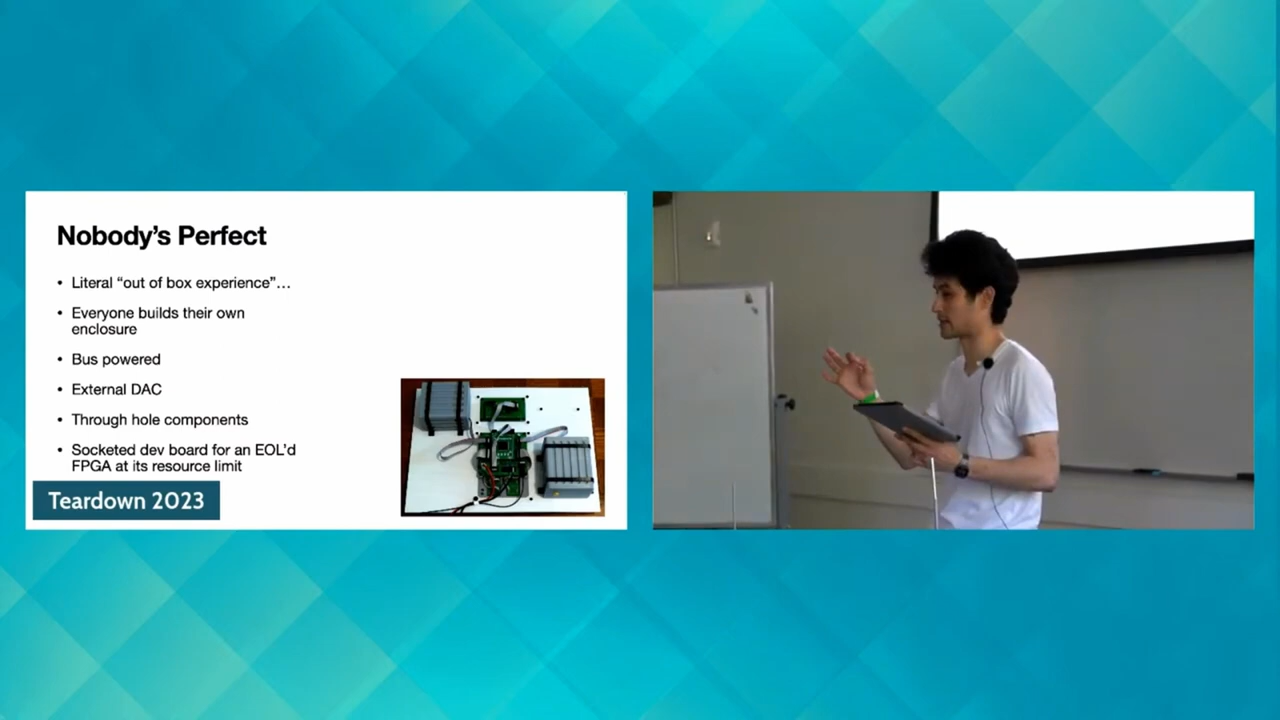 Nobody's Perfect
• Literal “out of box experience”…
• Everyone builds their own
enclosure
• Bus powered
• External DAC
• Through hole components
• Socketed dev board for an EOL'd
FPGA at its resource limit
Teardown 2023